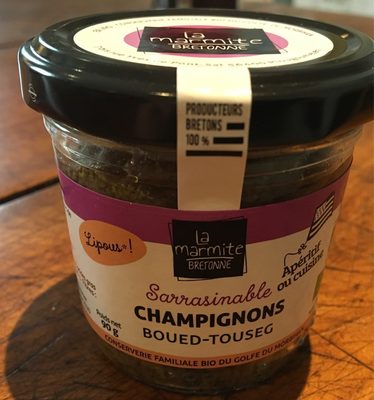 la
marmite
BRETONNE
PRODUCTEURS
BRETONS
100 %
Lipous*!
la
marmite
BRETONNE
Apéritif
ou cuisine
Sarrasinable
CHAMPIGNONS
BOUED-TOUSEG
Poids net
90 g
CONSERVERIE FAMILIALE BIO DU GOLFE DU